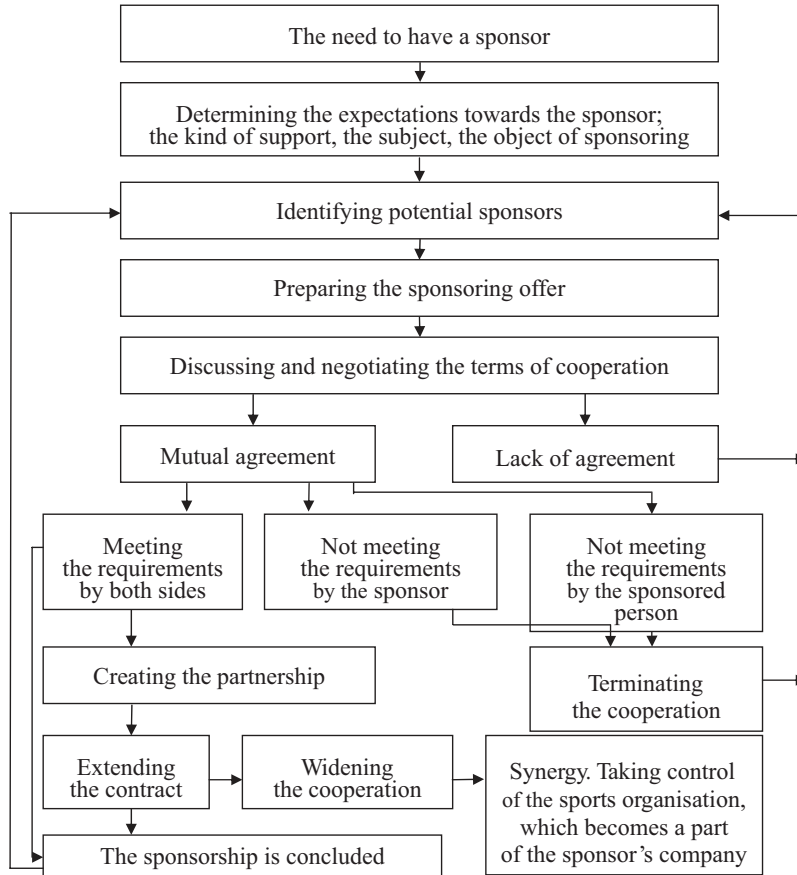 The need to have a sponsor
Determining the expectations towards the sponsor;
the kind of support, the subject, the object of sponsoring
Identifying potential sponsors
Preparing the sponsoring offer
Discussing and negotiating the terms of cooperation
Mutual agreement
Lack of agreement
Meeting
the requirements
by both sides
Not meeting
the requirements
by the sponsor
Not meeting
the requirements
by the sponsored
person
Creating the partnership
Terminating
the cooperation
Extending
the contract
Widening
the cooperation
Synergy. Taking control
of the sports organisation,
which becomes a part
of the sponsor’s company
The sponsorship is concluded